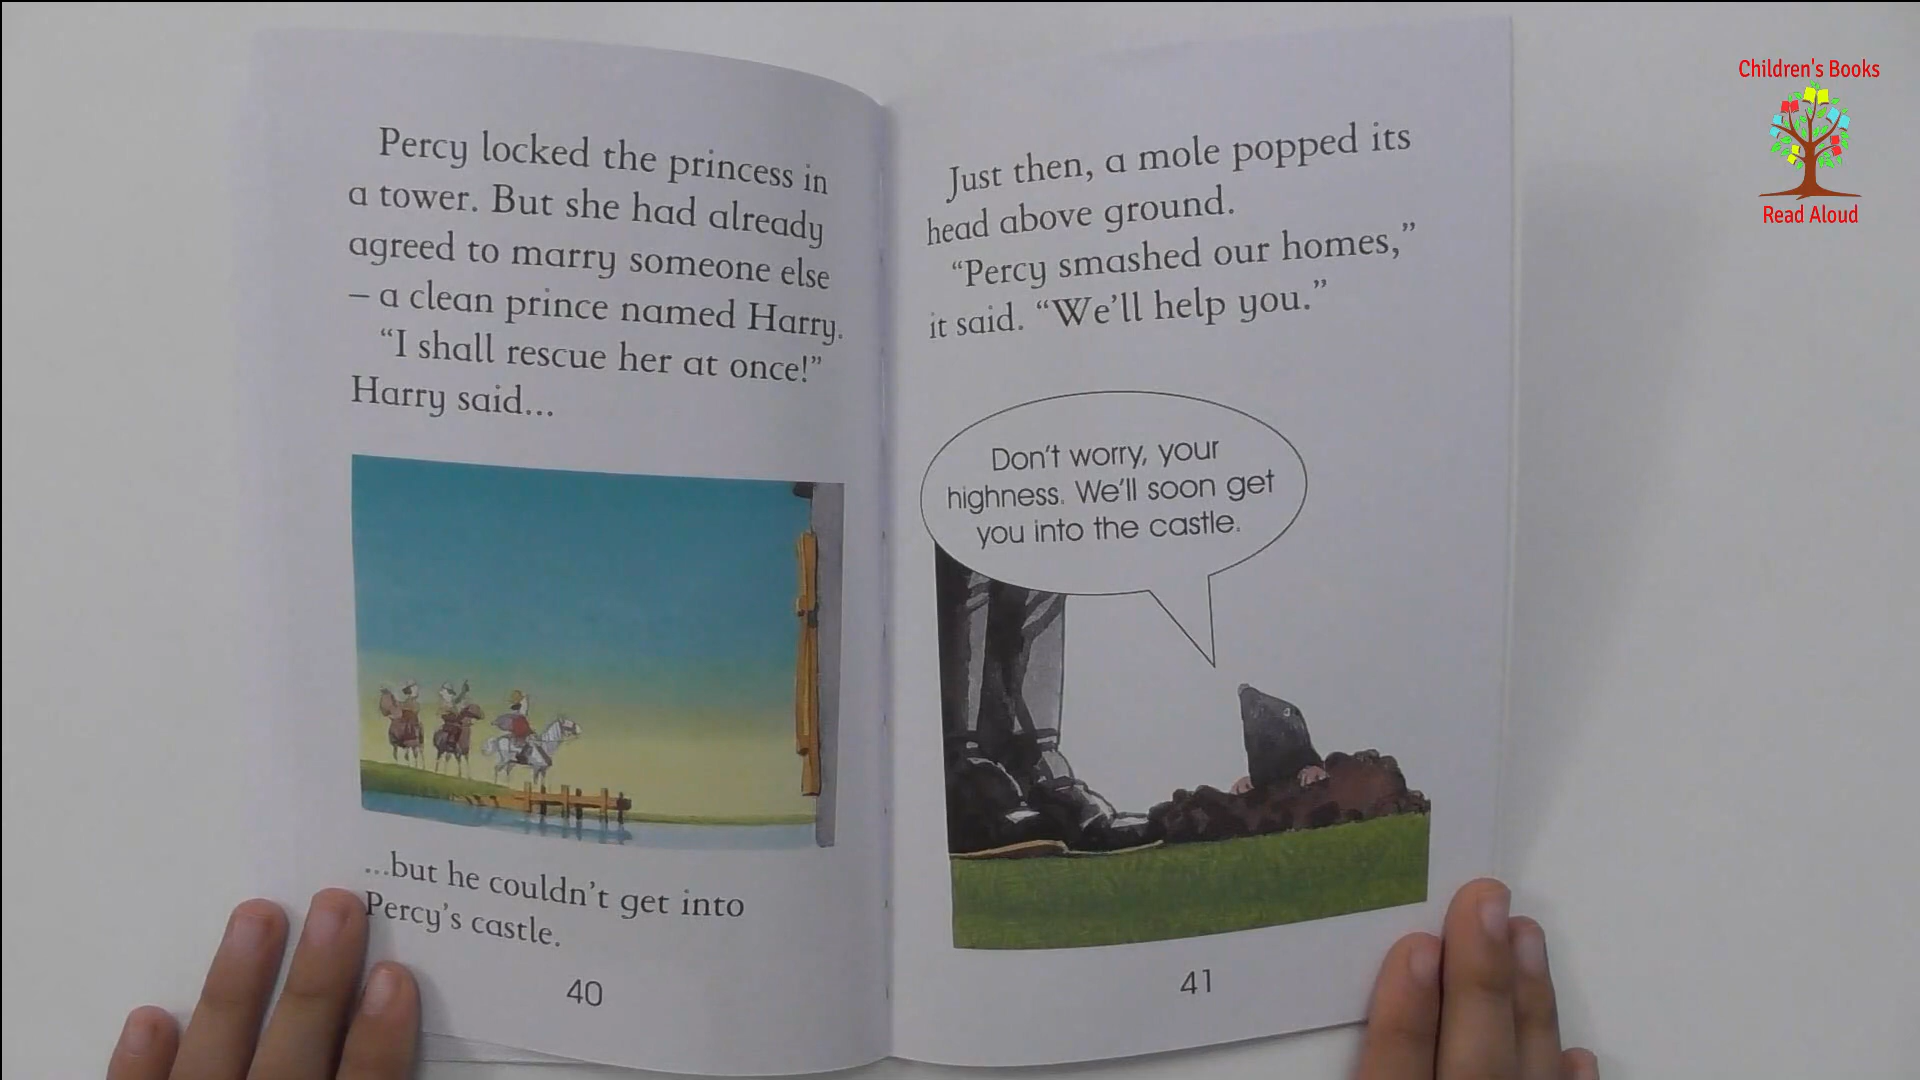 Percy locked the princess in
a tower. But she had already
agreed to marry someone else
– a clean prince named Harry.
“I shall rescue her at once!”
Harry said...
...but he couldn’t get into
Percy’s castle.
40
Just then, a mole popped its
head above ground.
“Percy smashed our homes,”
it said. “We’ll help you.”
Don’t worry, your
highness. We’ll soon get
you into the castle.
41
Children's Books
Read Aloud